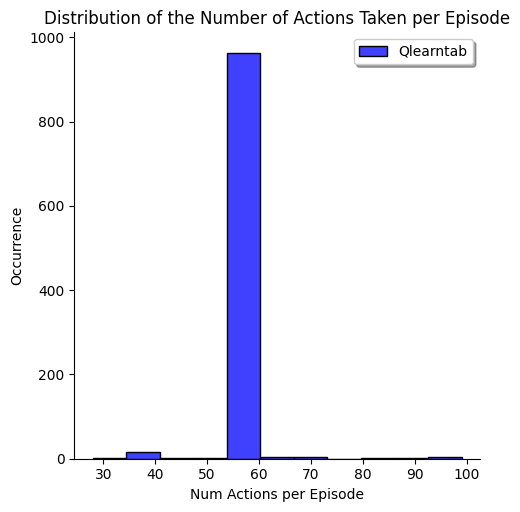 Distribution of the Number of Actions Taken per Episode
Qlearntab
1000
800
600
400
200
0
Occurrence
30 40 50 60 70 80 90 100
Num Actions per Episode